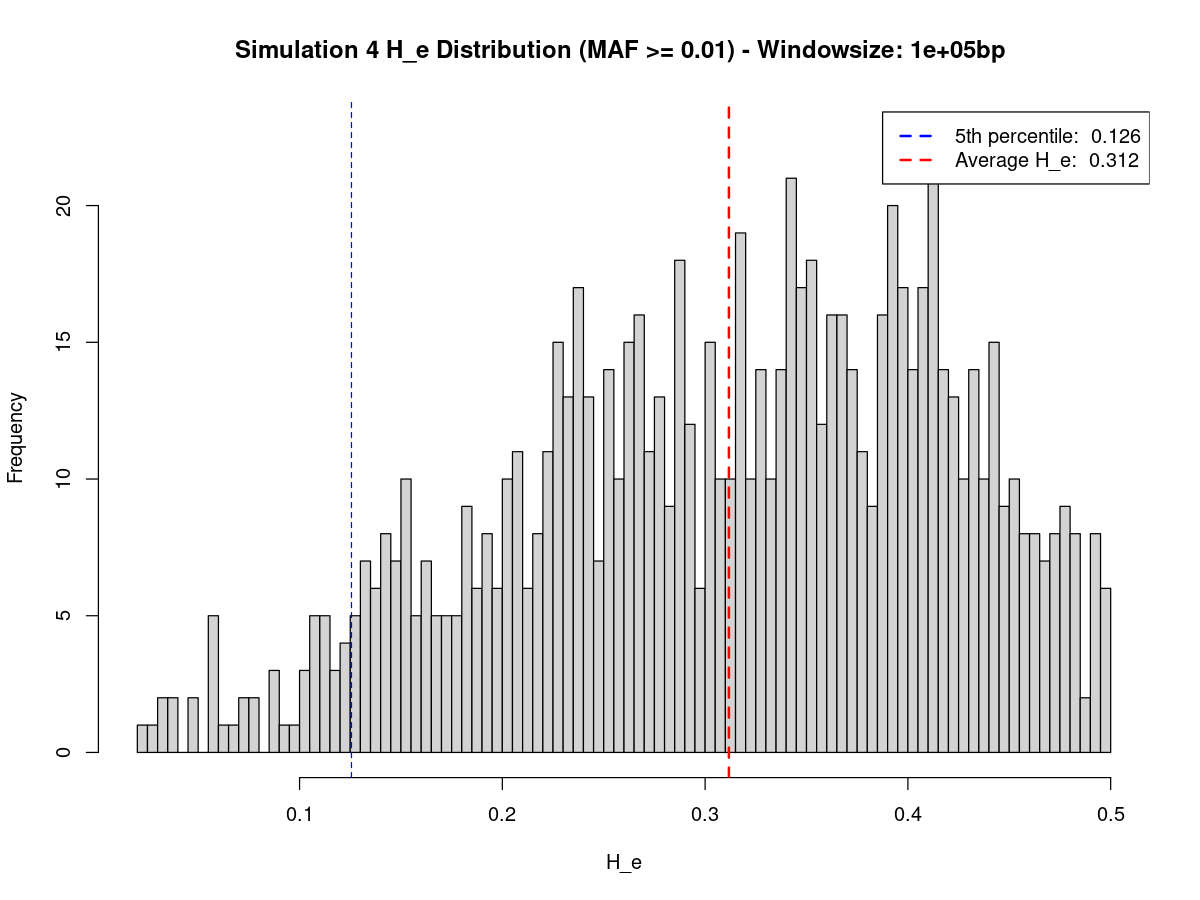 Simulation 4 H_e Distribution (MAF >= 0.01) - Windowsize: 1e+05bp
5th percentile: 0.126
Average H_e: 0.312
Frequency
20
15
10
5
0
0.1 0.2 0.3 0.4 0.5
H_e